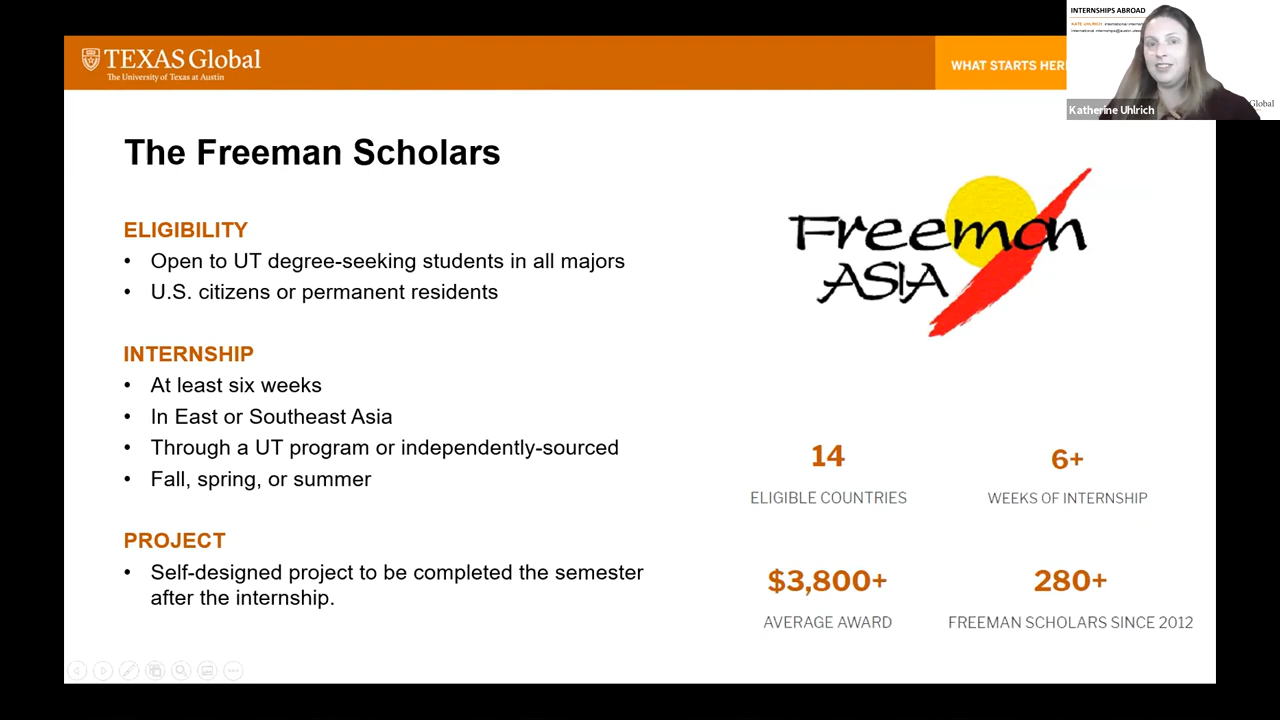 TEXAS Global
The University of Texas at Austin
WHAT STARTS HER
INTERNSHIPS ABROAD
KATE UHLRICH
Katherine Uhlrich
Global
The Freeman Scholars
ELIGIBILITY
• Open to UT degree-seeking students in all majors
• U.S. citizens or permanent residents
INTERNSHIP
• At least six weeks
• In East or Southeast Asia
• Through a UT program or independently-sourced
• Fall, spring, or summer
PROJECT
• Self-designed project to be completed the semester
after the internship.
Freeman
ASIA
14
ELIGIBLE COUNTRIES
6+
WEEKS OF INTERNSHIP
$3,800+
AVERAGE AWARD
280+
FREEMAN SCHOLARS SINCE 2012